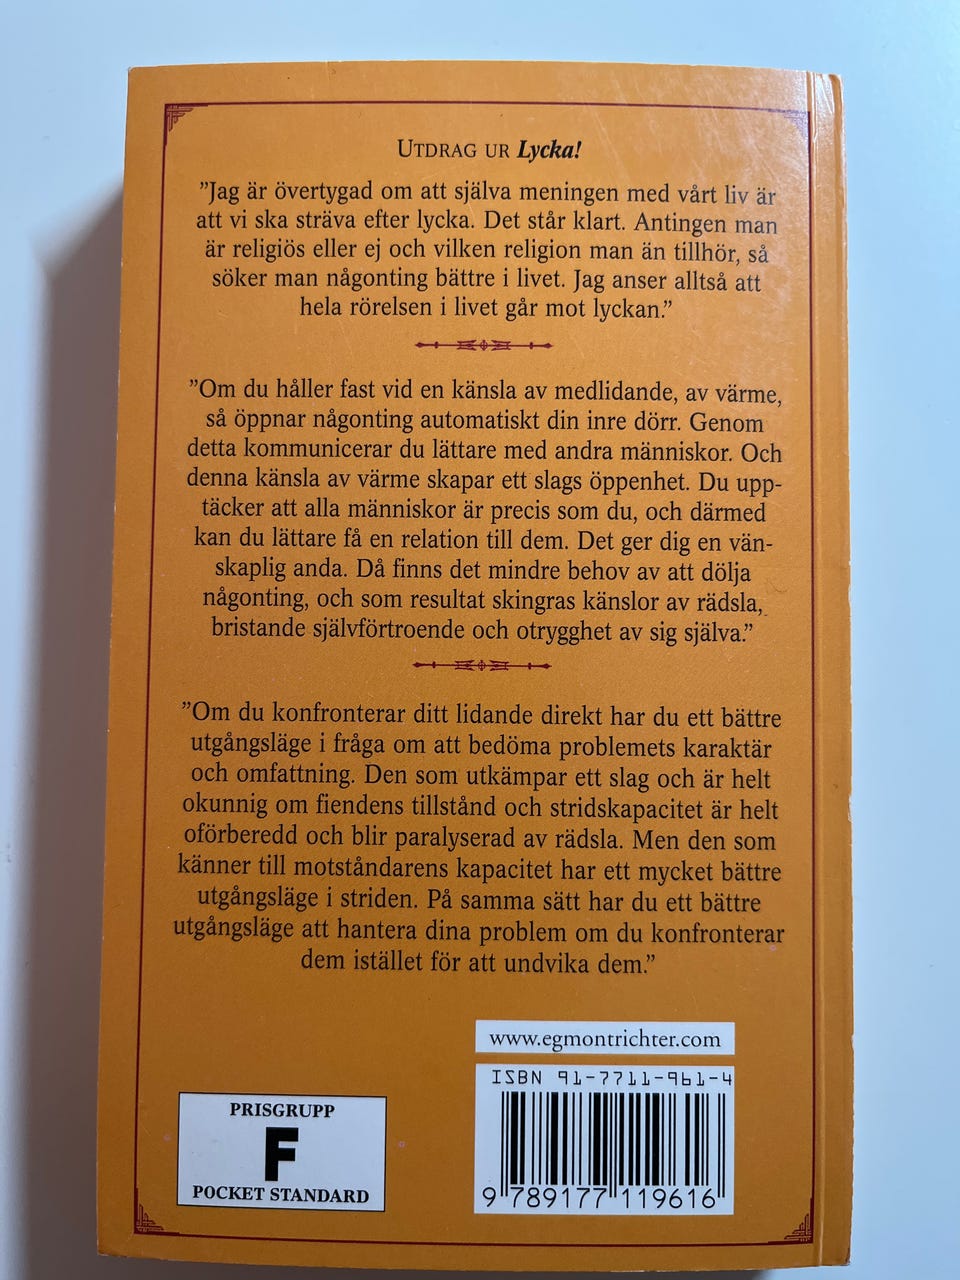 UTDRAG UR Lycka!
”Jag är övertygad om att själva meningen med vårt liv är
att vi ska sträva efter lycka. Det står klart. Antingen man
är religiös eller ej och vilken religion man än tillhör, så
söker man någonting bättre i livet. Jag anser alltså att
hela rörelsen i livet går mot lyckan.”
”Om du håller fast vid en känsla av medlidande, av värme,
så öppnar någonting automatiskt din inre dörr. Genom
detta kommunicerar du lättare med andra människor. Och
denna känsla av värme skapar ett slags öppenhet. Du upp-
täcker att alla människor är precis som du, och därmed
kan du lättare få en relation till dem. Det ger dig en vän-
skaplig anda. Då finns det mindre behov av att dölja
någonting, och som resultat skingras känslor av rädsla,
bristande självförtroende och otrygghet av sig själva.”
”Om du konfronterar ditt lidande direkt har du ett bättre
utgångsläge i fråga om att bedöma problemets karaktär
och omfattning. Den som utkämpar ett slag och är helt
okunnig om fiendens tillstånd och stridskapacitet är helt
oförberedd och blir paralyserad av rädsla. Men den som
känner till motståndarens kapacitet har ett mycket bättre
utgångsläge i striden. På samma sätt har du ett bättre
utgångsläge att hantera dina problem om du konfronterar
dem istället för att undvika dem.”
www.egmontrichter.com
ISBN 91-7711-961-4
9 789177 119616
PRISGRUPP
F
POCKET STANDARD